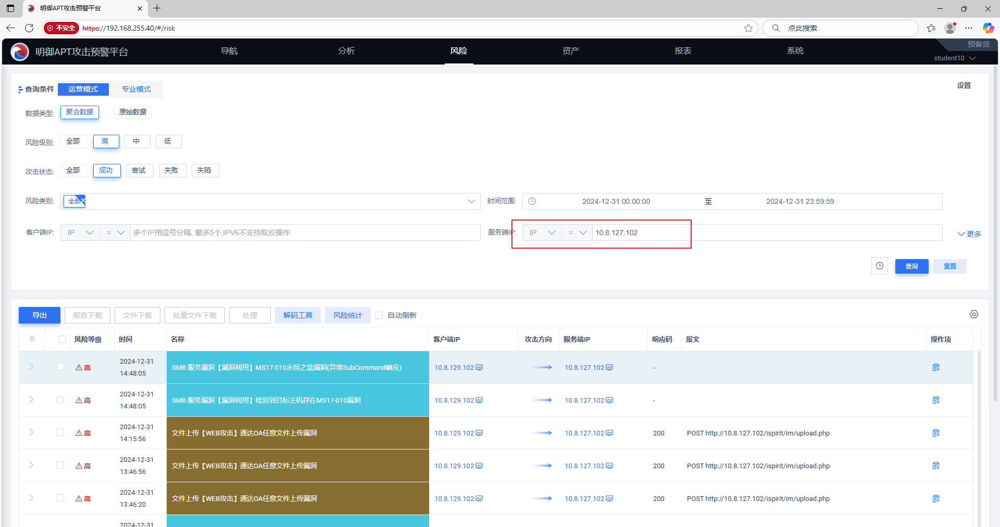 明御APT攻击预警平台
不安全 https://192.168.255.40/#/risk 点此搜索
明御APT攻击预警平台 导航 分析 风险 资产 报表 系统 预备货
student10
查询条件 运营模式 专业模式 设置
数据类型: 聚合数据 原始数据
风险级别: 全部 高 中 低
攻击状态: 全部 成功 尝试 失败 失陷
风险类别: 全部 时间范围: 2024-12-31 00:00:00 至 2024-12-31 23:59:59
客户端IP: IP = 多个IP用逗号分隔, 最多5个,IPV6不支持取反操作 服务端IP: IP = 10.8.127.102 更多
查询 重置
导出 报告下载 文件下载 批量文件下载 处理 解码工具 风险统计 自动刷新
风险等级 时间 名称 客户端IP 攻击方向 服务端IP 响应码 报文 操作项
高 2024-12-31 14:48:05 SMB 服务漏洞【漏洞利用】MS17-010永恒之蓝漏洞(异常SubCommand响应) 10.8.129.102 10.8.127.102 -
高 2024-12-31 14:48:05 SMB 服务漏洞【漏洞利用】检测到目标主机存在MS17-010漏洞 10.8.129.102 10.8.127.102 -
高 2024-12-31 14:15:56 文件上传【WEB攻击】通达OA任意文件上传漏洞 10.8.129.102 10.8.127.102 200 POST http://10.8.127.102/ispirit/im/upload.php
高 2024-12-31 13:46:56 文件上传【WEB攻击】通达OA任意文件上传漏洞 10.8.129.102 10.8.127.102 200 POST http://10.8.127.102/ispirit/im/upload.php
高 2024-12-31 13:46:20 文件上传【WEB攻击】通达OA任意文件上传漏洞 10.8.129.102 10.8.127.102 200 POST http://10.8.127.102/ispirit/im/upload.php
2024-12-31